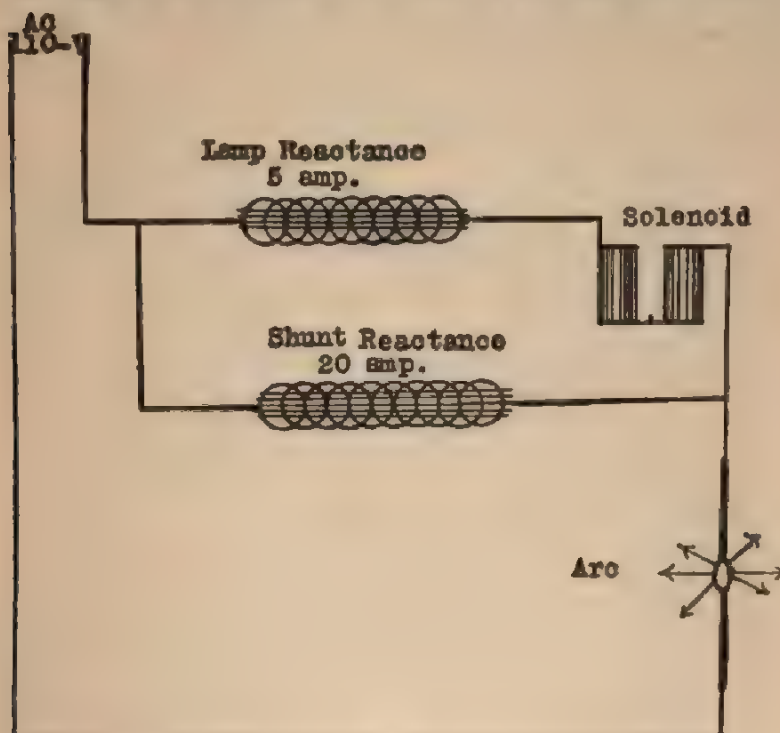 AC
110-V
Lamp Reactance
5 amp.
Solenoid
Shunt Reactance
20 amp.
Arc